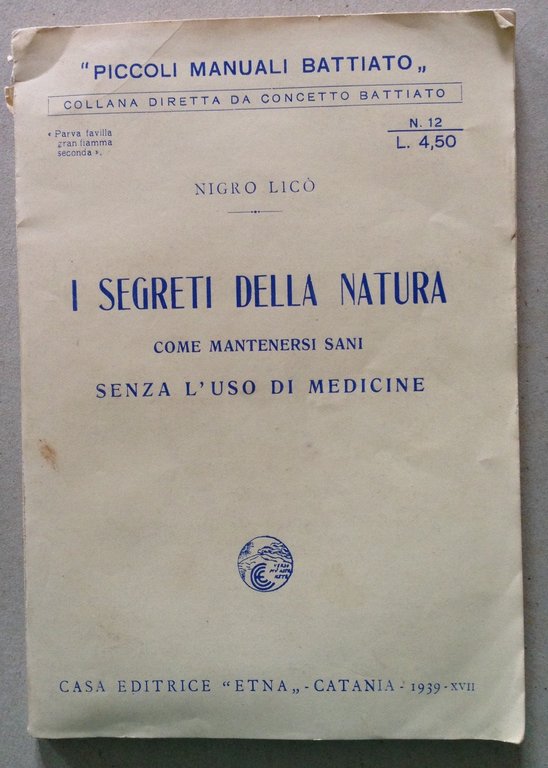 "PICCOLI MANUALI BATTIATO„
COLLANA DIRETTA DA CONCETTO BATTIATO
« Parva favilla
gran fiamma
seconda ».
N. 12
L. 4,50
NIGRO LICÒ
I SEGRETI DELLA NATURA
COME MANTENERSI SANI
SENZA L'USO DI MEDICINE
CASA EDITRICE "ETNA„ - CATANIA - 1939 - XVII